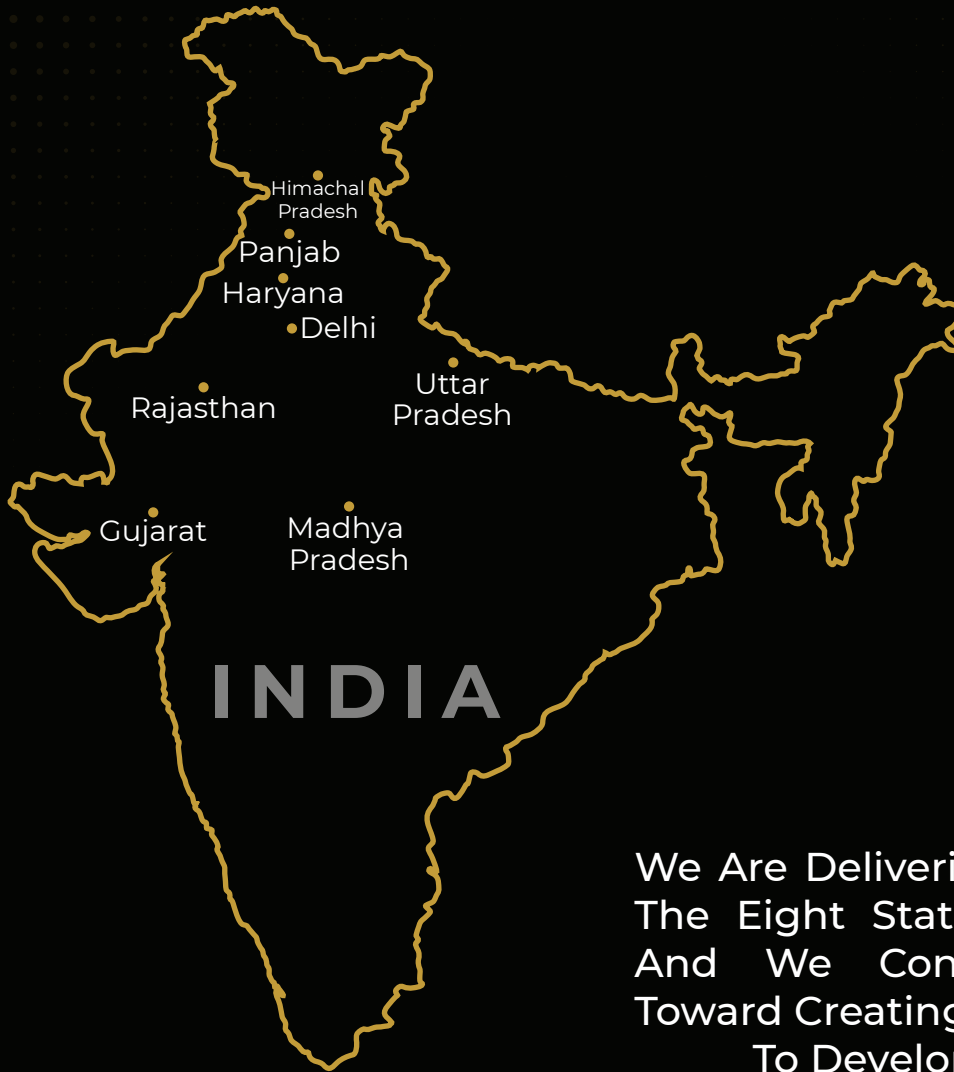 Himachal
Pradesh
Panjab
Haryana
Delhi
Uttar
Pradesh
Rajasthan
Gujarat
Madhya
Pradesh
INDIA
We Are Deliveri
The Eight Stat
And We Con
Toward Creating
To Develo